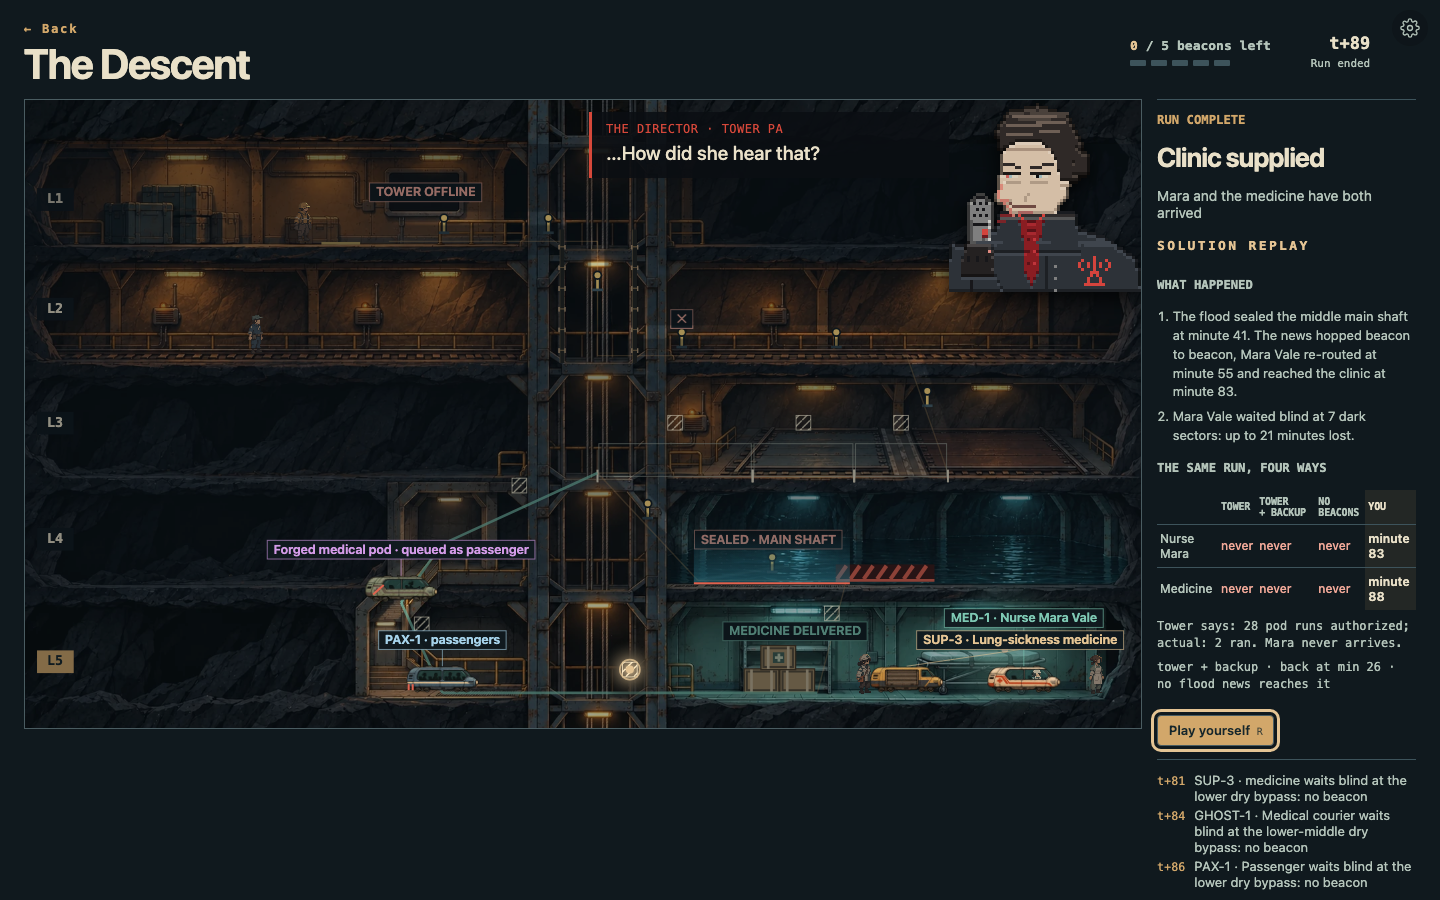 ← Back
The Descent
0 / 5 beacons left
t+89
Run ended
THE DIRECTOR · TOWER PA
...How did she hear that?
L1
TOWER OFFLINE
L2
L3
L4
SEALED · MAIN SHAFT
Forged medical pod · queued as passenger
L5
PAX-1 · passengers
MEDICINE DELIVERED
MED-1 · Nurse Mara Vale
SUP-3 · Lung-sickness medicine
RUN COMPLETE
Clinic supplied
Mara and the medicine have both
arrived
SOLUTION REPLAY
WHAT HAPPENED
1. The flood sealed the middle main shaft
at minute 41. The news hopped beacon
to beacon, Mara Vale re-routed at
minute 55 and reached the clinic at
minute 83.
2. Mara Vale waited blind at 7 dark
sectors: up to 21 minutes lost.
THE SAME RUN, FOUR WAYS
TOWER TOWER + BACKUP NO BEACONS YOU
Nurse Mara never never never minute 83
Medicine never never never minute 88
Tower says: 28 pod runs authorized;
actual: 2 ran. Mara never arrives.
tower + backup · back at min 26 ·
no flood news reaches it
Play yourself R
t+81 SUP-3 · medicine waits blind at the
lower dry bypass: no beacon
t+84 GHOST-1 · Medical courier waits
blind at the lower-middle dry
bypass: no beacon
t+86 PAX-1 · Passenger waits blind at the
lower dry bypass: no beacon